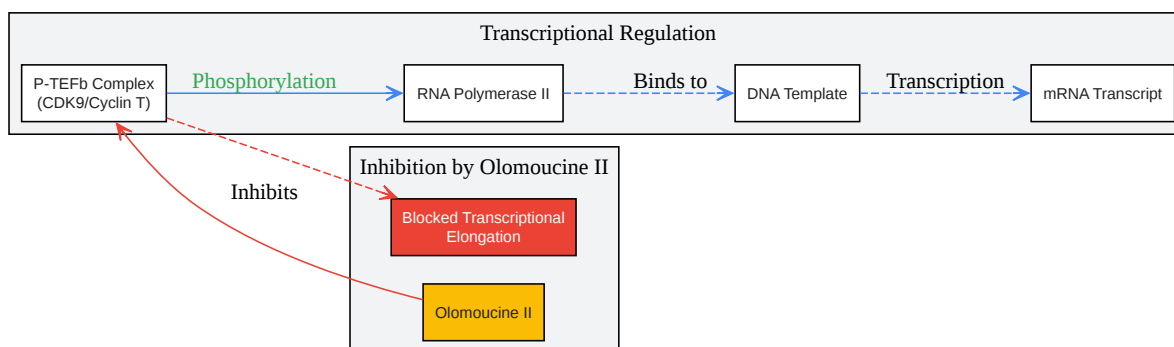 Transcriptional Regulation
P-TEFb Complex
(CDK9/Cyclin T)
Phosphorylation
RNA Polymerase II
Binds to
DNA Template
Transcription
mRNA Transcript
Inhibition by Olomoucine II
Inhibits
Blocked Transcriptional
Elongation
Olomoucine II